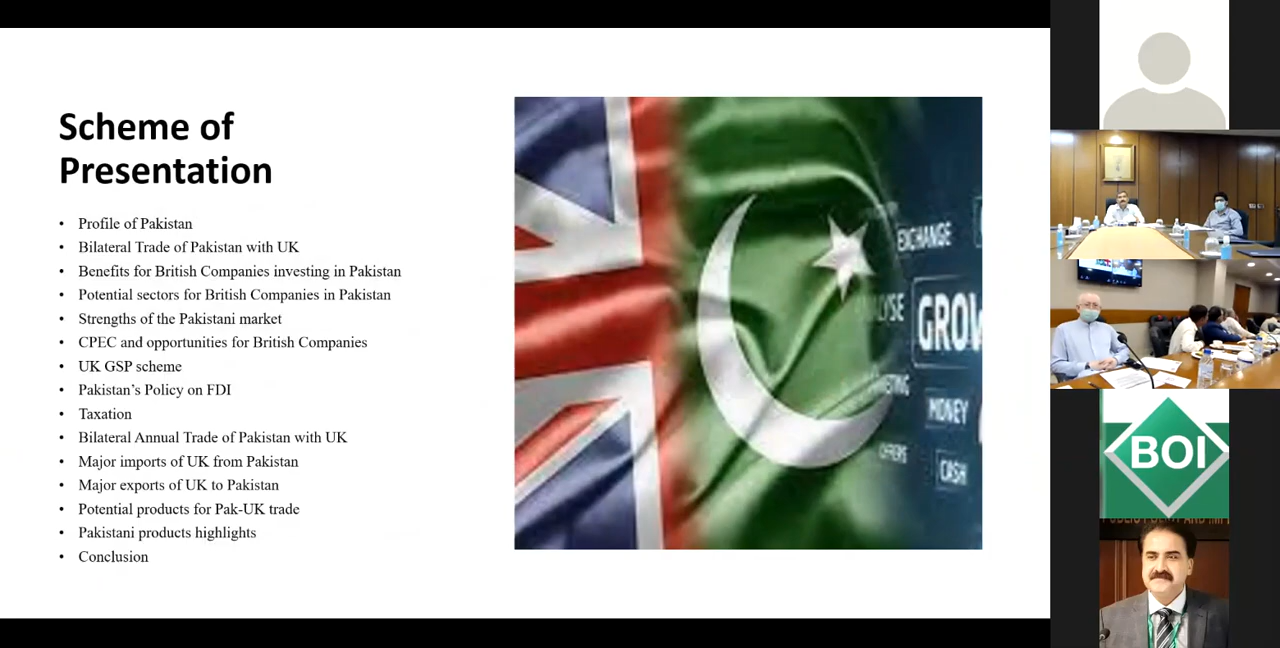 Scheme of
Presentation
• Profile of Pakistan
• Bilateral Trade of Pakistan with UK
• Benefits for British Companies investing in Pakistan
• Potential sectors for British Companies in Pakistan
• Strengths of the Pakistani market
• CPEC and opportunities for British Companies
• UK GSP scheme
• Pakistan’s Policy on FDI
• Taxation
• Bilateral Annual Trade of Pakistan with UK
• Major imports of UK from Pakistan
• Major exports of UK to Pakistan
• Potential products for Pak-UK trade
• Pakistani products highlights
• Conclusion
EXCHANGE
GROW
MONEY
CASH
BOI